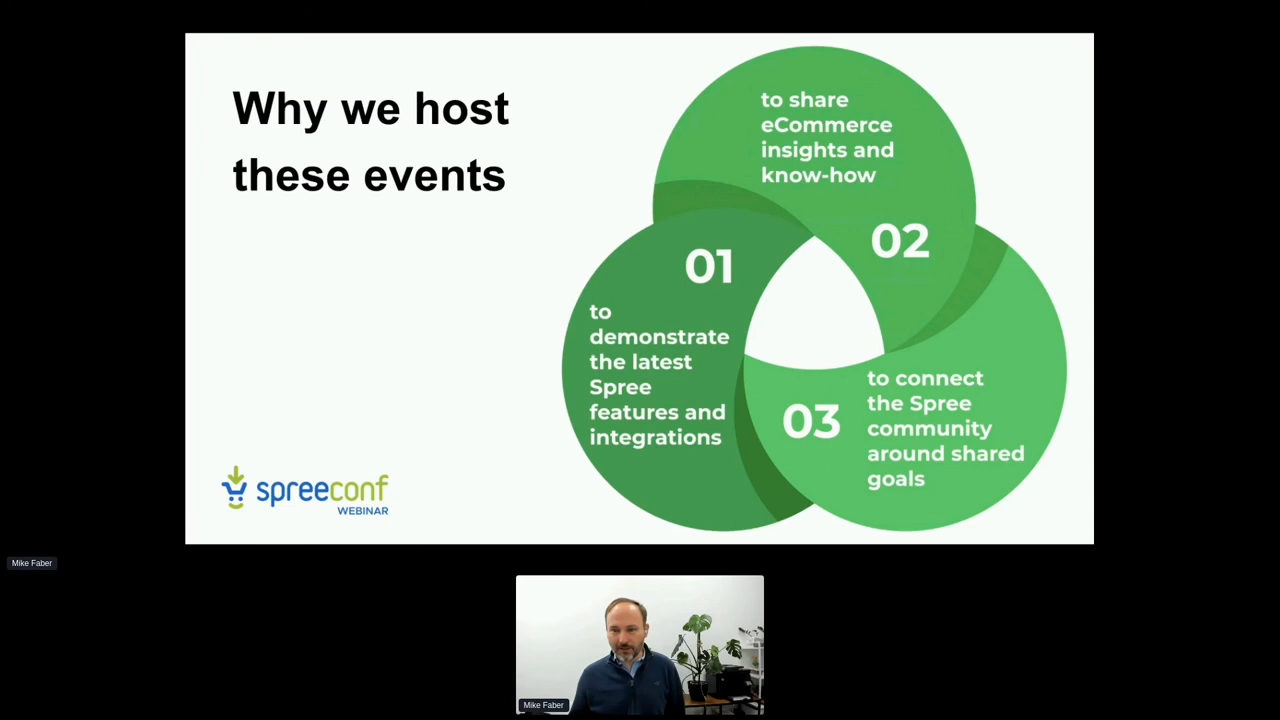 Why we host
these events
01
to
demonstrate
the latest
Spree
features and
integrations
to share
eCommerce
insights and
know-how
02
03
to connect
the Spree
community
around shared
goals
spreeconf
WEBINAR
Mike Faber
Mike Faber